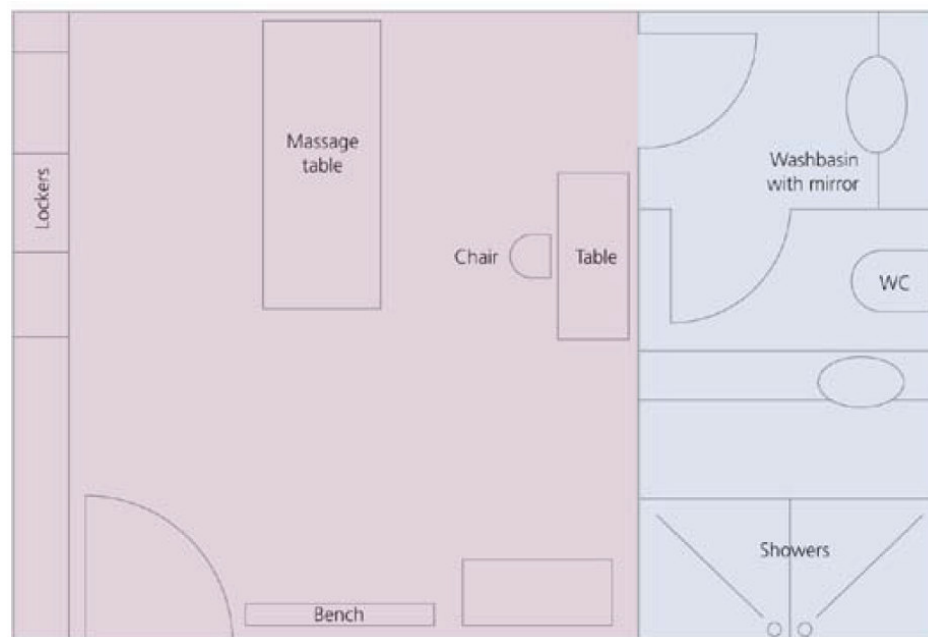 Massage
table
Lockers
Washbasin
with mirror
Chair
Table
WC
Showers
Bench